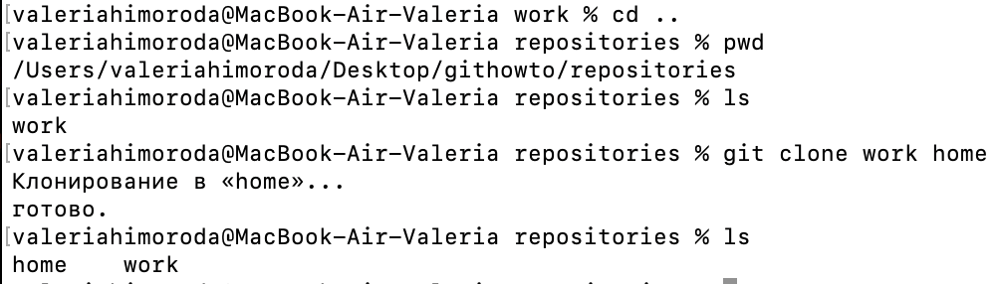 [valeriahimoroda@MacBook-Air-Valeria work % cd ..
[valeriahimoroda@MacBook-Air-Valeria repositories % pwd
/Users/valeriahimoroda/Desktop/githowto/repositories
[valeriahimoroda@MacBook-Air-Valeria repositories % ls
work
[valeriahimoroda@MacBook-Air-Valeria repositories % git clone work home
Клонирование в «home»...
готово.
[valeriahimoroda@MacBook-Air-Valeria repositories % ls
home    work